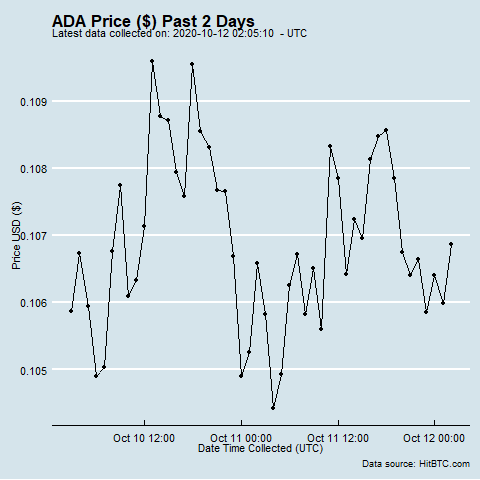 ADA Price ($) Past 2 Days
Latest data collected on: 2020-10-12 02:05:10 - UTC
Price USD ($)
0.109
0.108
0.107
0.106
0.105
Oct 10 12:00 Oct 11 00:00 Oct 11 12:00 Oct 12 00:00
Date Time Collected (UTC)
Data source: HitBTC.com